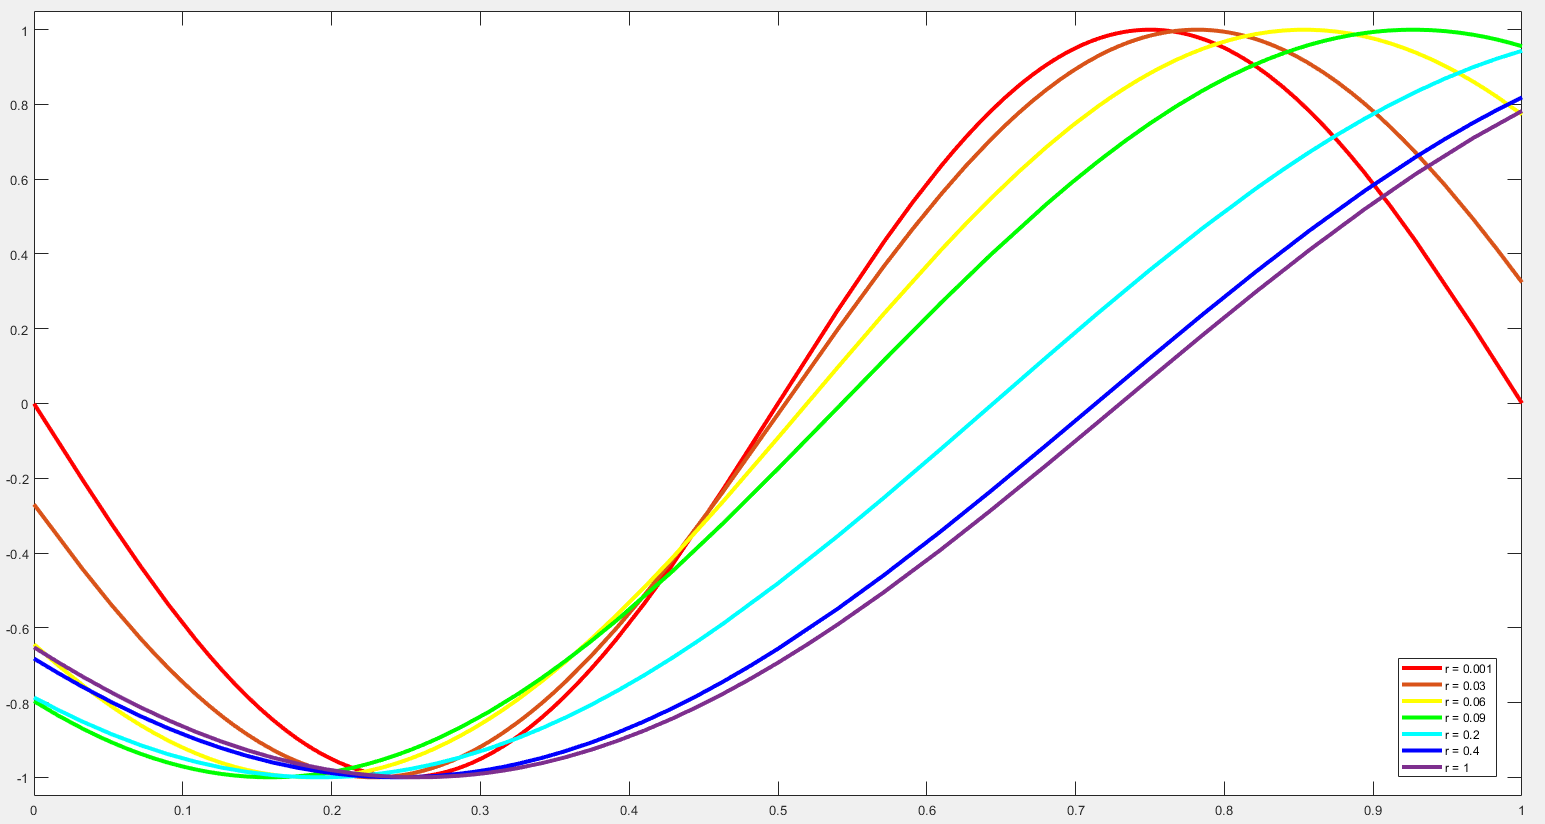 1
0.8
0.6
0.4
0.2
0
-0.2
-0.4
-0.6
-0.8
-1
0 0.1 0.2 0.3 0.4 0.5 0.6 0.7 0.8 0.9 1
r = 0.001
r = 0.03
r = 0.06
r = 0.09
r = 0.2
r = 0.4
r = 1